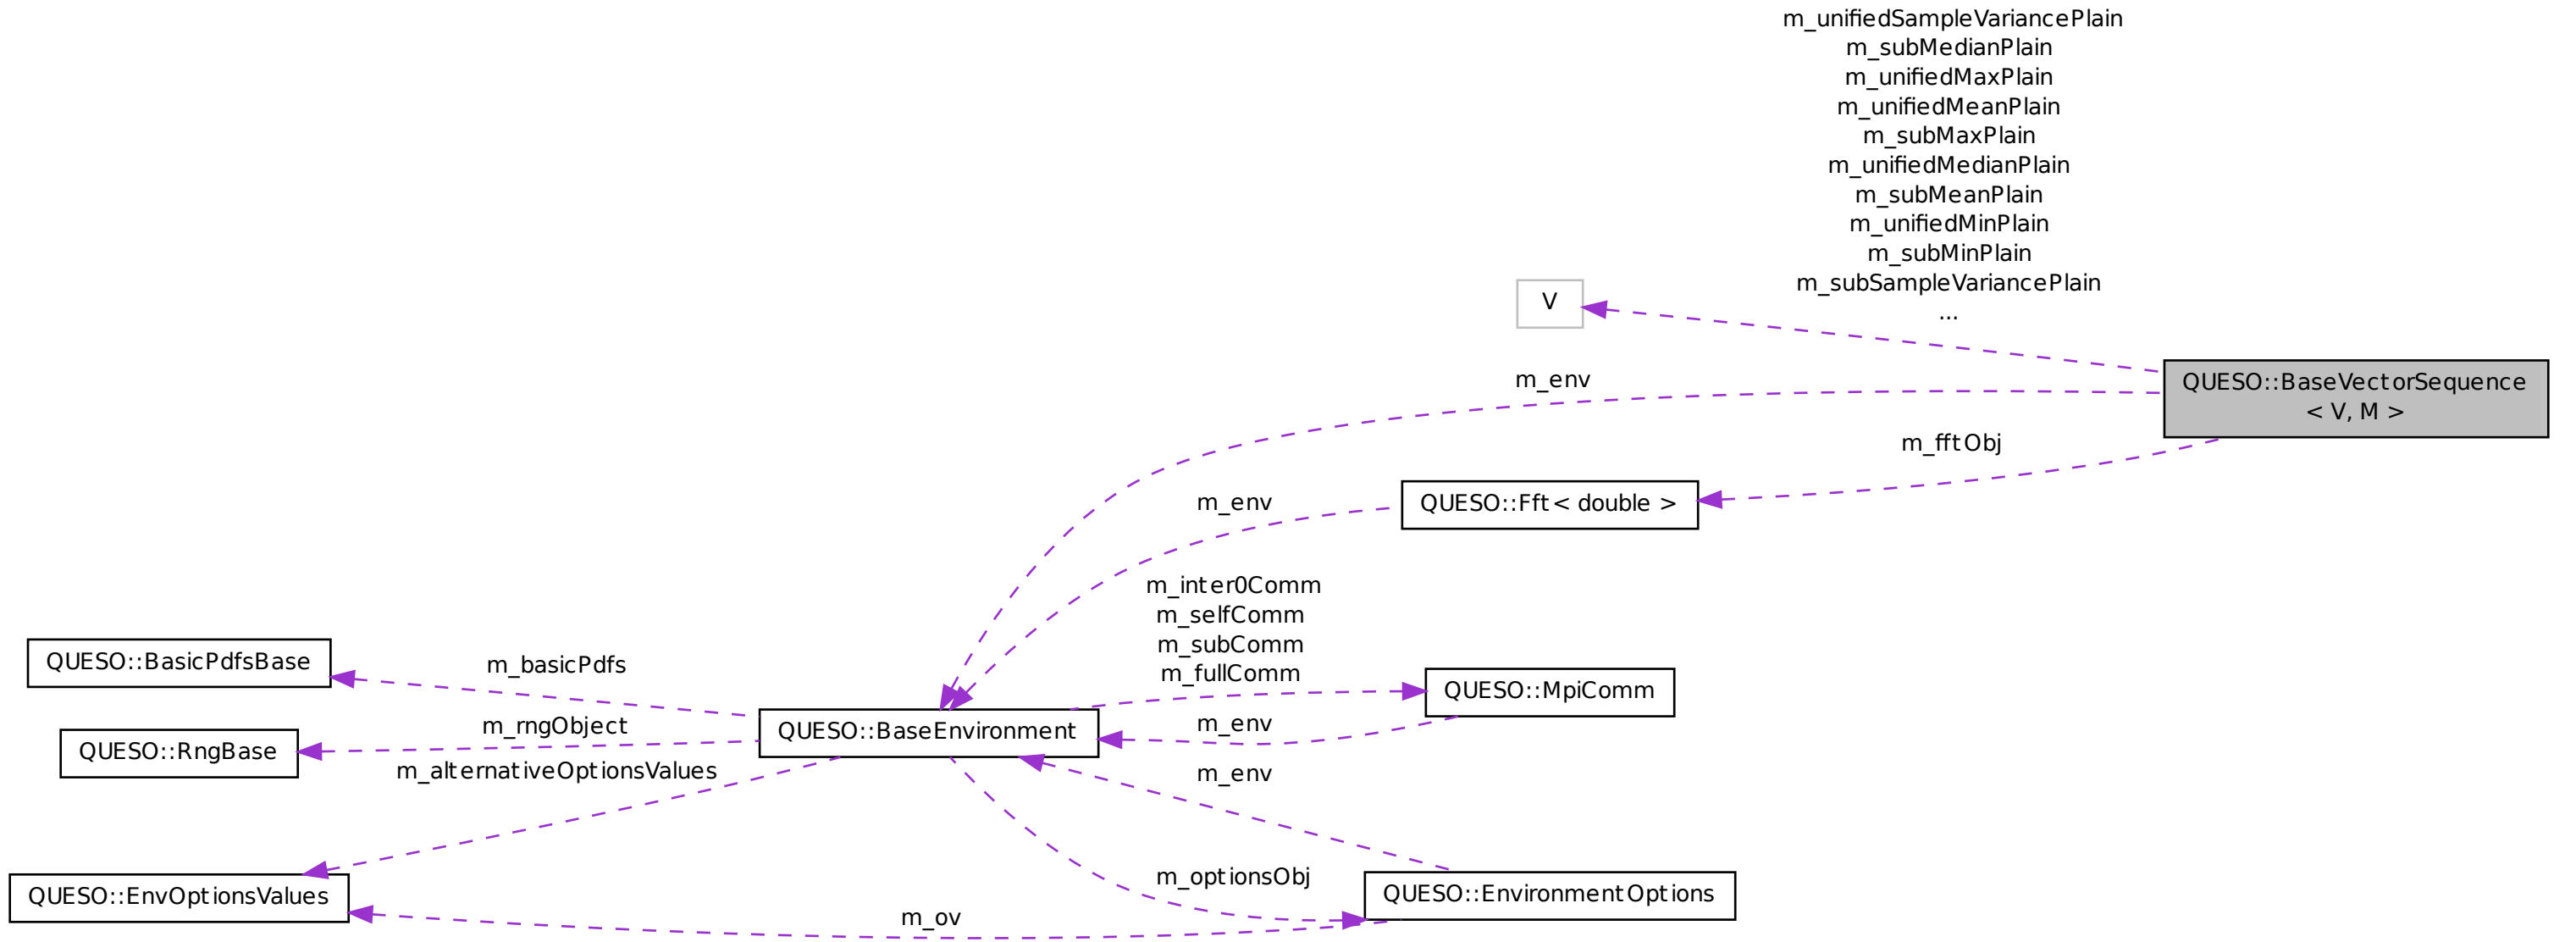 m_unifiedSampleVariancePlain
m_subMedianPlain
m_unifiedMaxPlain
m_unifiedMeanPlain
m_subMaxPlain
m_unifiedMedianPlain
m_subMeanPlain
m_unifiedMinPlain
m_subMinPlain
m_subSampleVariancePlain
...
V
QUESO::BaseVectorSequence
< V, M >
m_env
m_fftObj
m_env
QUESO::Fft< double >
m_inter0Comm
m_selfComm
m_subComm
m_fullComm
QUESO::BasicPdfsBase
m_basicPdfs
QUESO::MpiComm
m_rngObject
QUESO::BaseEnvironment
m_env
QUESO::RngBase
m_alternativeOptionsValues
m_env
m_optionsObj
QUESO::EnvironmentOptions
QUESO::EnvOptionsValues
m_ov